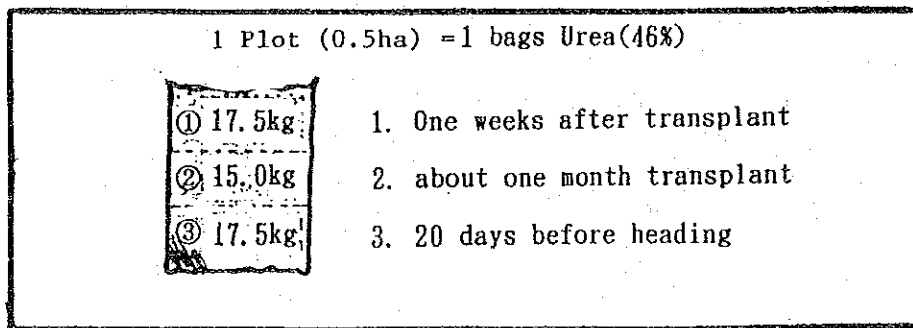 1 Plot (0.5ha) =1 bags Urea(46%)
① 17.5kg
1. One weeks after transplant
② 15.0kg
2. about one month transplant
③ 17.5kg
3. 20 days before heading